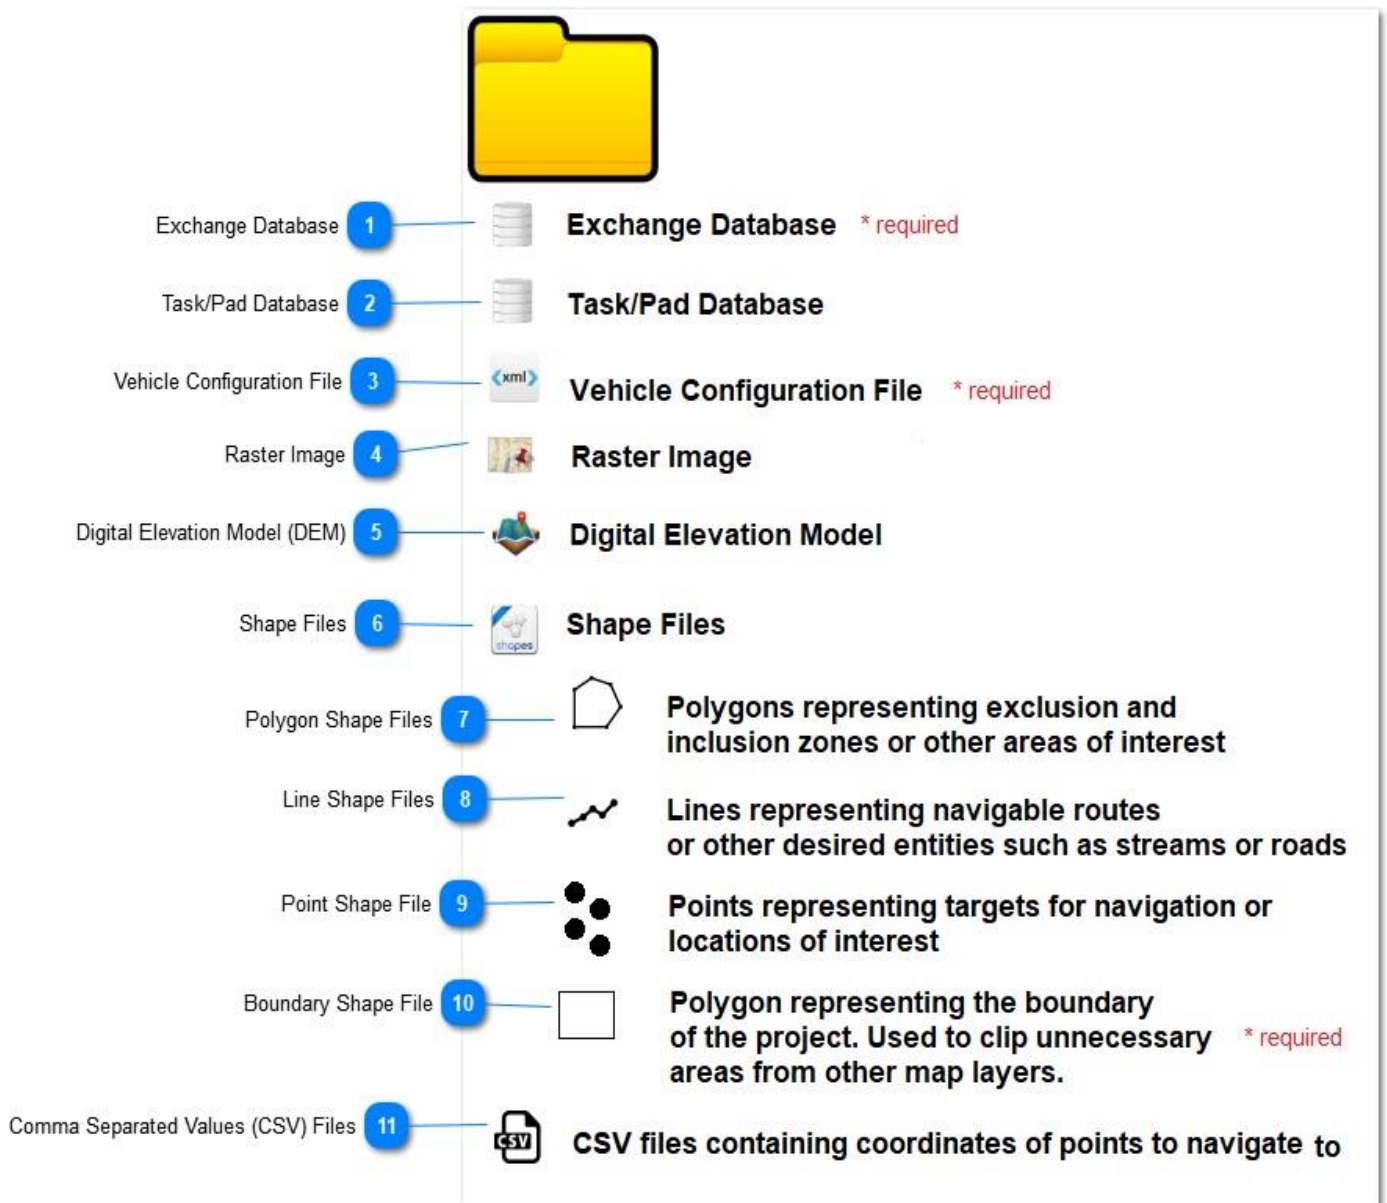 Exchange Database 1 Exchange Database * required
Task/Pad Database 2 Task/Pad Database
Vehicle Configuration File 3 <xml> Vehicle Configuration File * required
Raster Image 4 Raster Image
Digital Elevation Model (DEM) 5 Digital Elevation Model
Shape Files 6 shapes Shape Files
Polygon Shape Files 7 Polygons representing exclusion and
inclusion zones or other areas of interest
Line Shape Files 8 Lines representing navigable routes
or other desired entities such as streams or roads
Point Shape File 9 Points representing targets for navigation or
locations of interest
Boundary Shape File 10 Polygon representing the boundary
of the project. Used to clip unnecessary * required
areas from other map layers.
Comma Separated Values (CSV) Files 11 CSV CSV files containing coordinates of points to navigate to